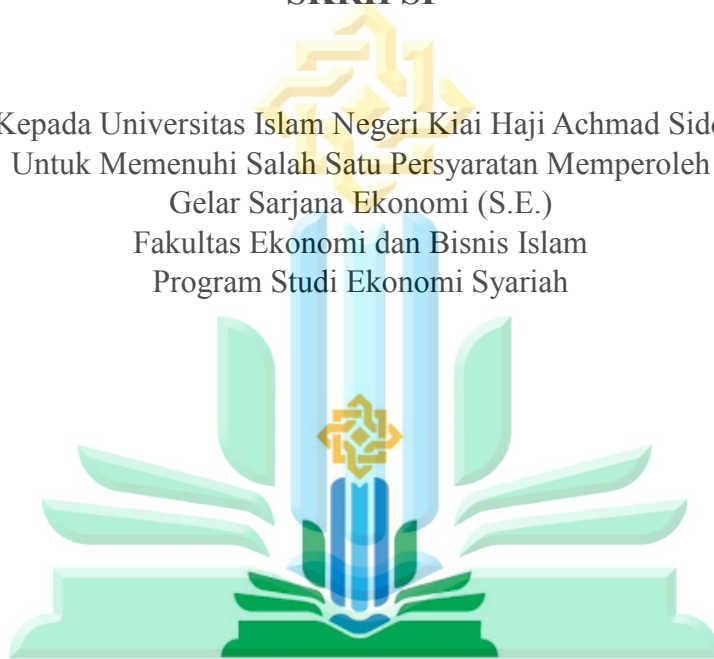 SKRIPSI
Kepada Universitas Islam Negeri Kiai Haji Achmad
Untuk Memenuhi Salah Satu Persyaratan Memperoleh
Gelar Sarjana Ekonomi (S.E.)
Fakultas Ekonomi dan Bisnis Islam
Program Studi Ekonomi Syariah